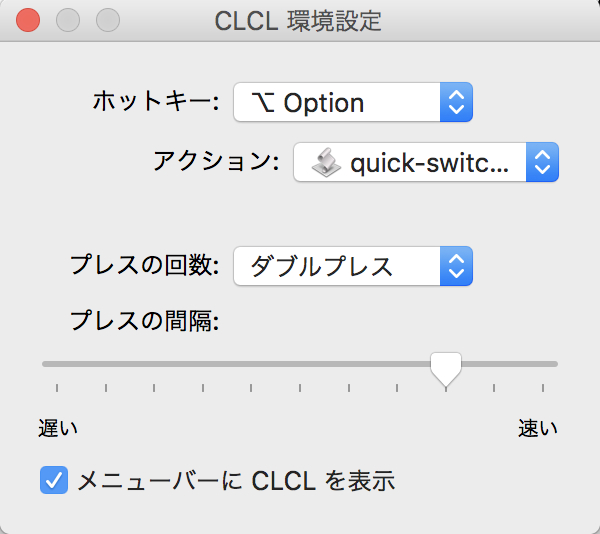 CLCL 環境設定
ホットキー: ⌥ Option
アクション: quick-switc...
プレスの回数: ダブルプレス
プレスの間隔:
遅い 速い
メニューバーに CLCL を表示